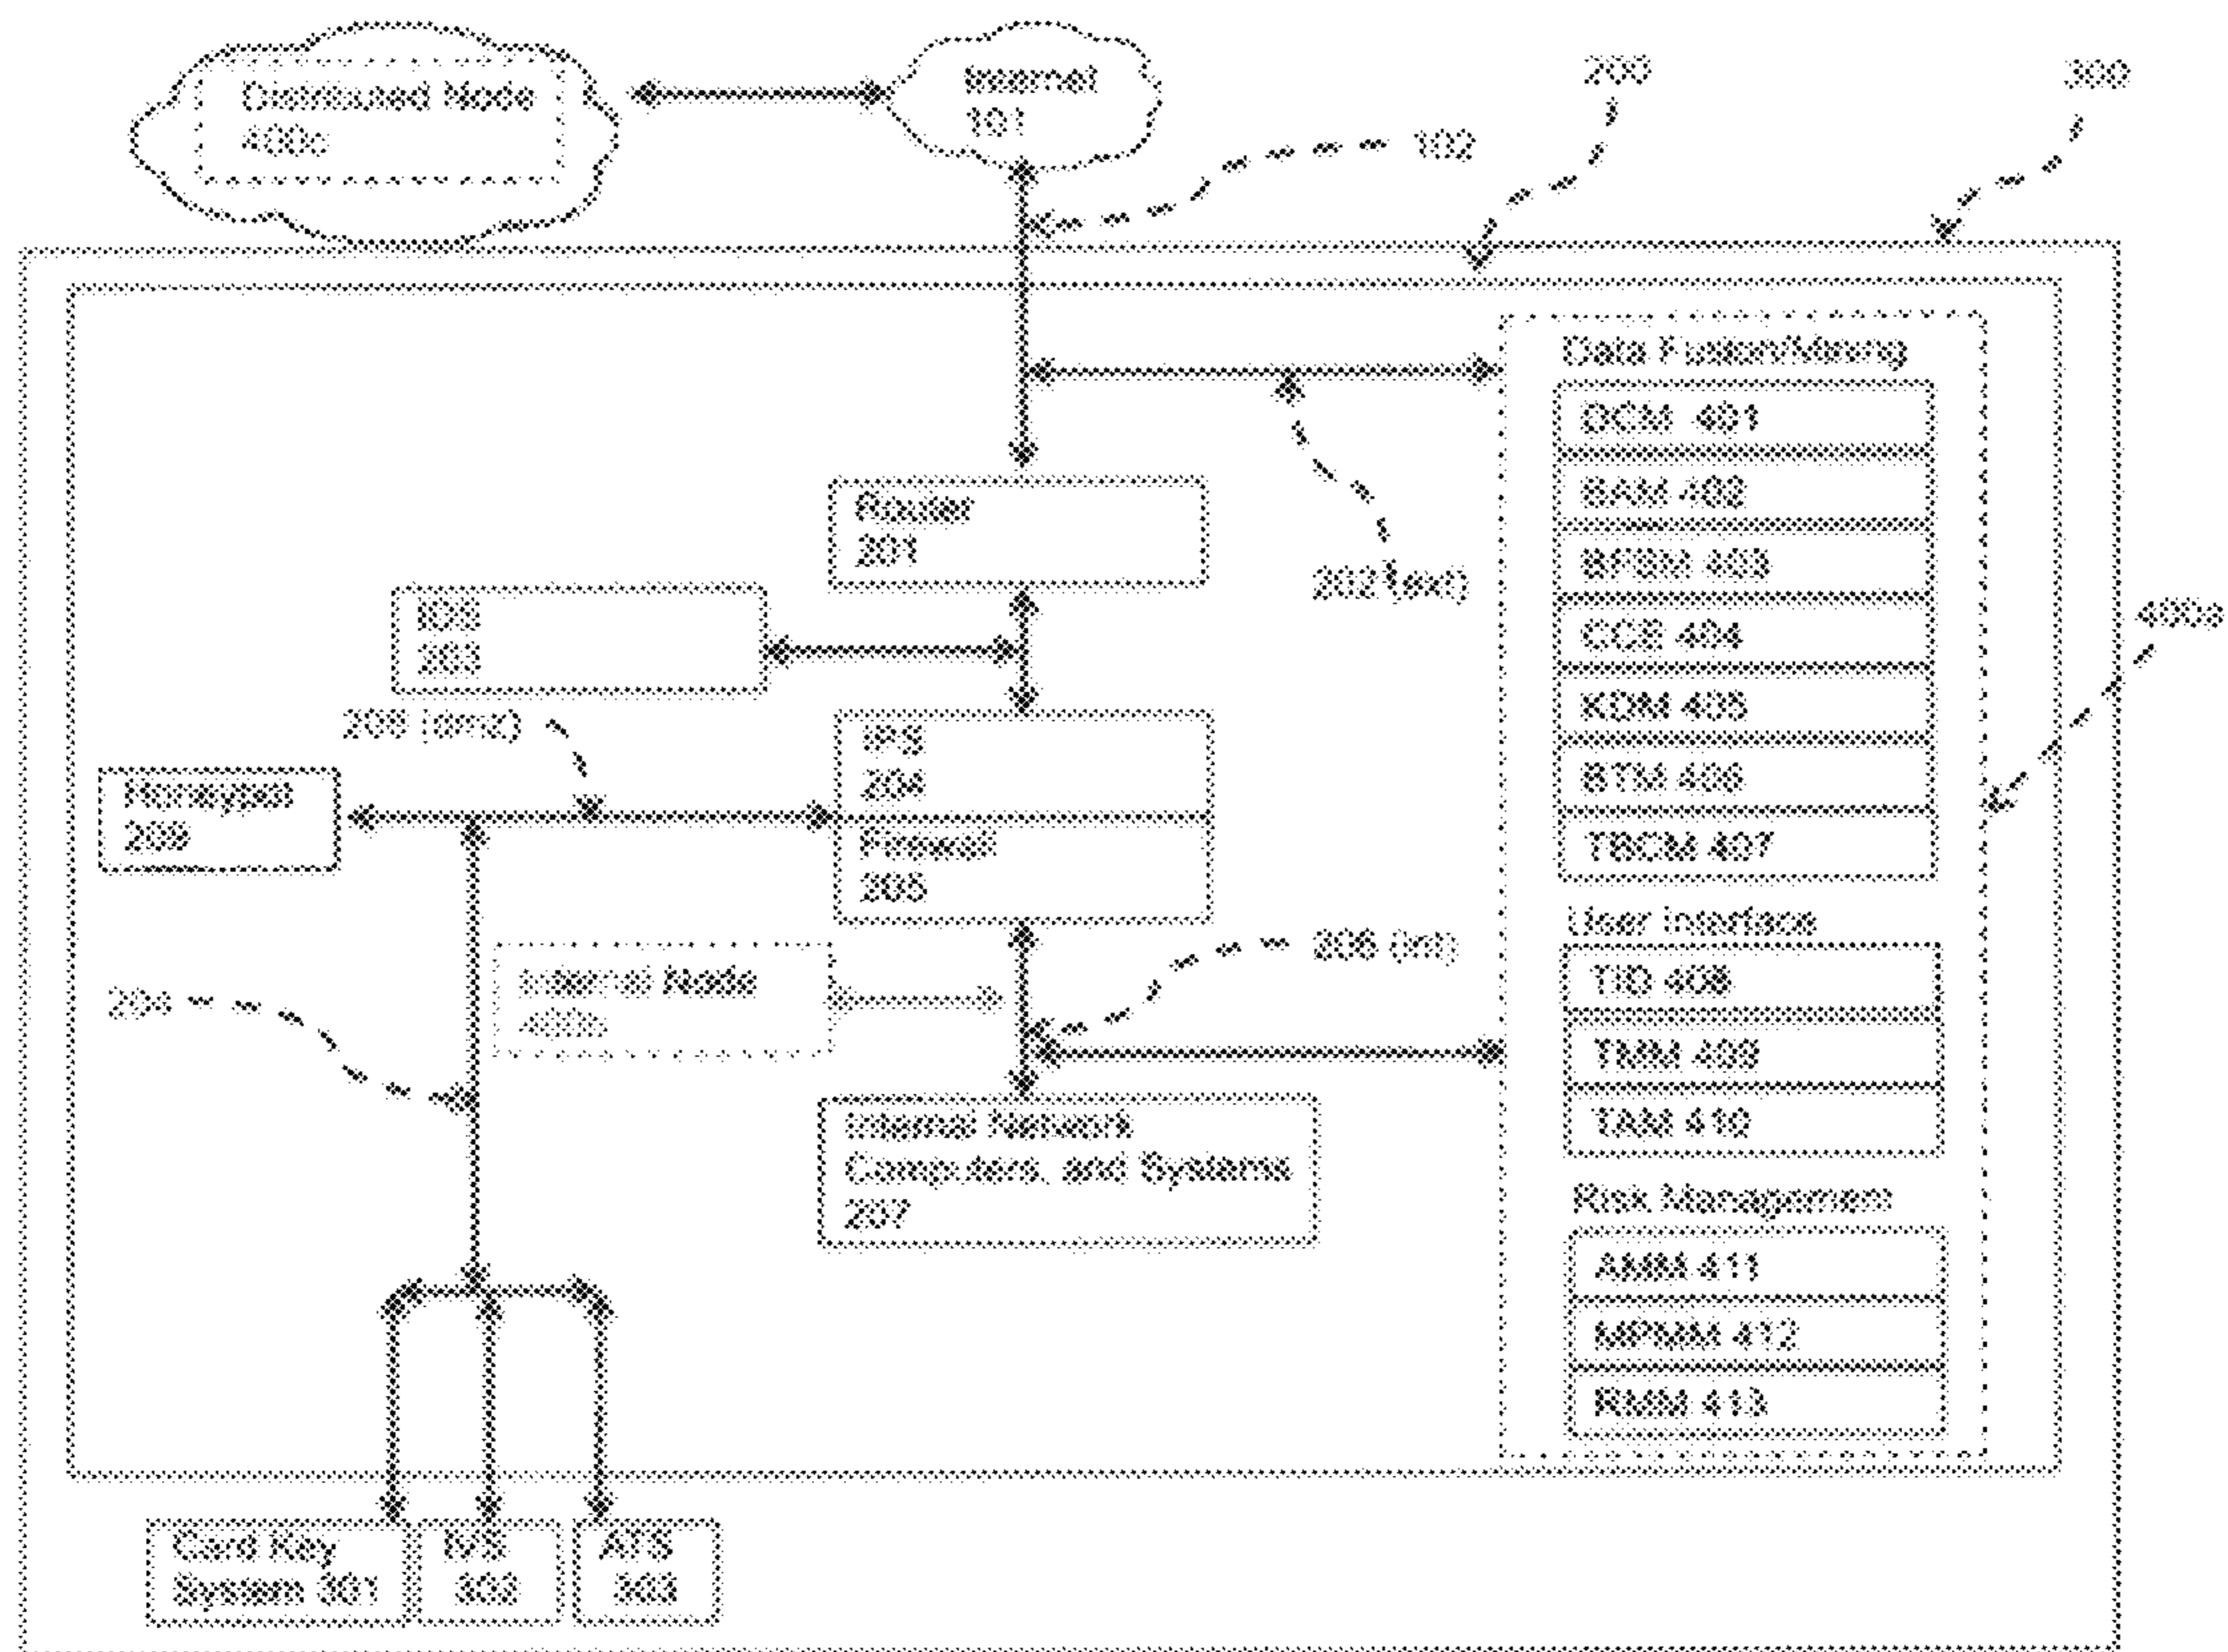 Distributed Node
400c
Internet
101
102
200
300
Data Fusion/Mining
DCM 401
BAM 402
BPSM 403
CCE 404
KDM 405
BTM 406
TBCM 407
User Interface
TID 408
TMM 409
TAM 410
Risk Management
AMM 411
MPMM 412
RMM 413
400a
Router
201
202 (ext)
IDS
203
208 (dmz)
IPS
204
Firewall
205
Honeypot
209
206 (int)
Internal Node
400b
Internal Network
Computers, and Systems
207
Card Key
System 301
302
AFS
303